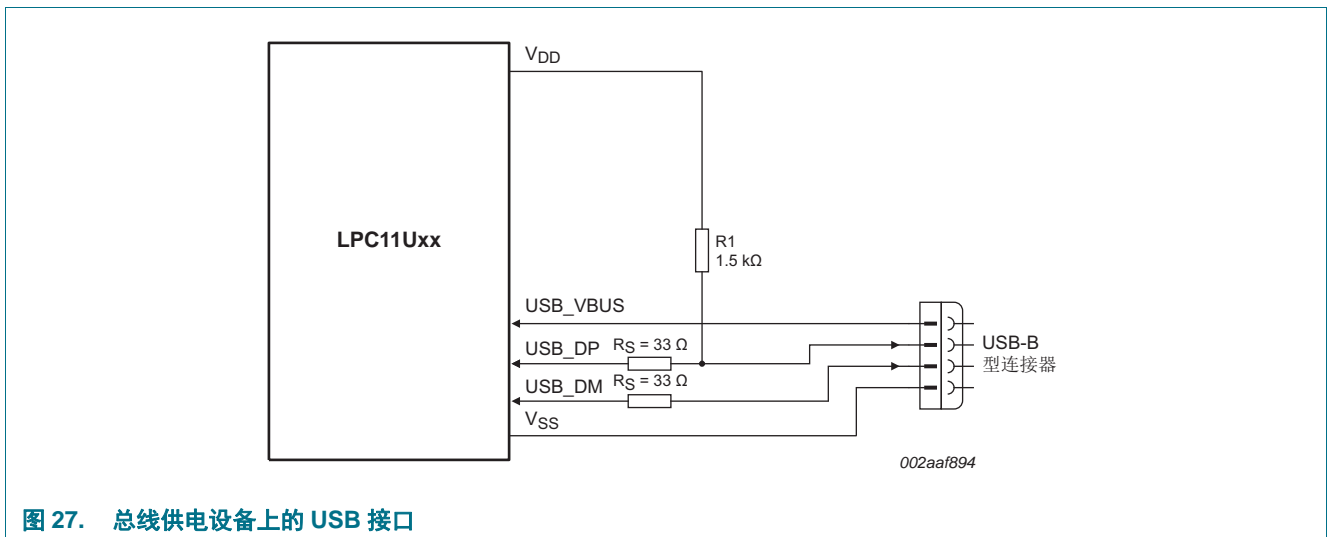 VDD
LPC11Uxx
R1
1.5 kΩ
USB_VBUS
USB_DP RS = 33 Ω
USB_DM RS = 33 Ω
VSS
USB-B
型连接器
002aaf894
图 27. 总线供电设备上的 USB 接口